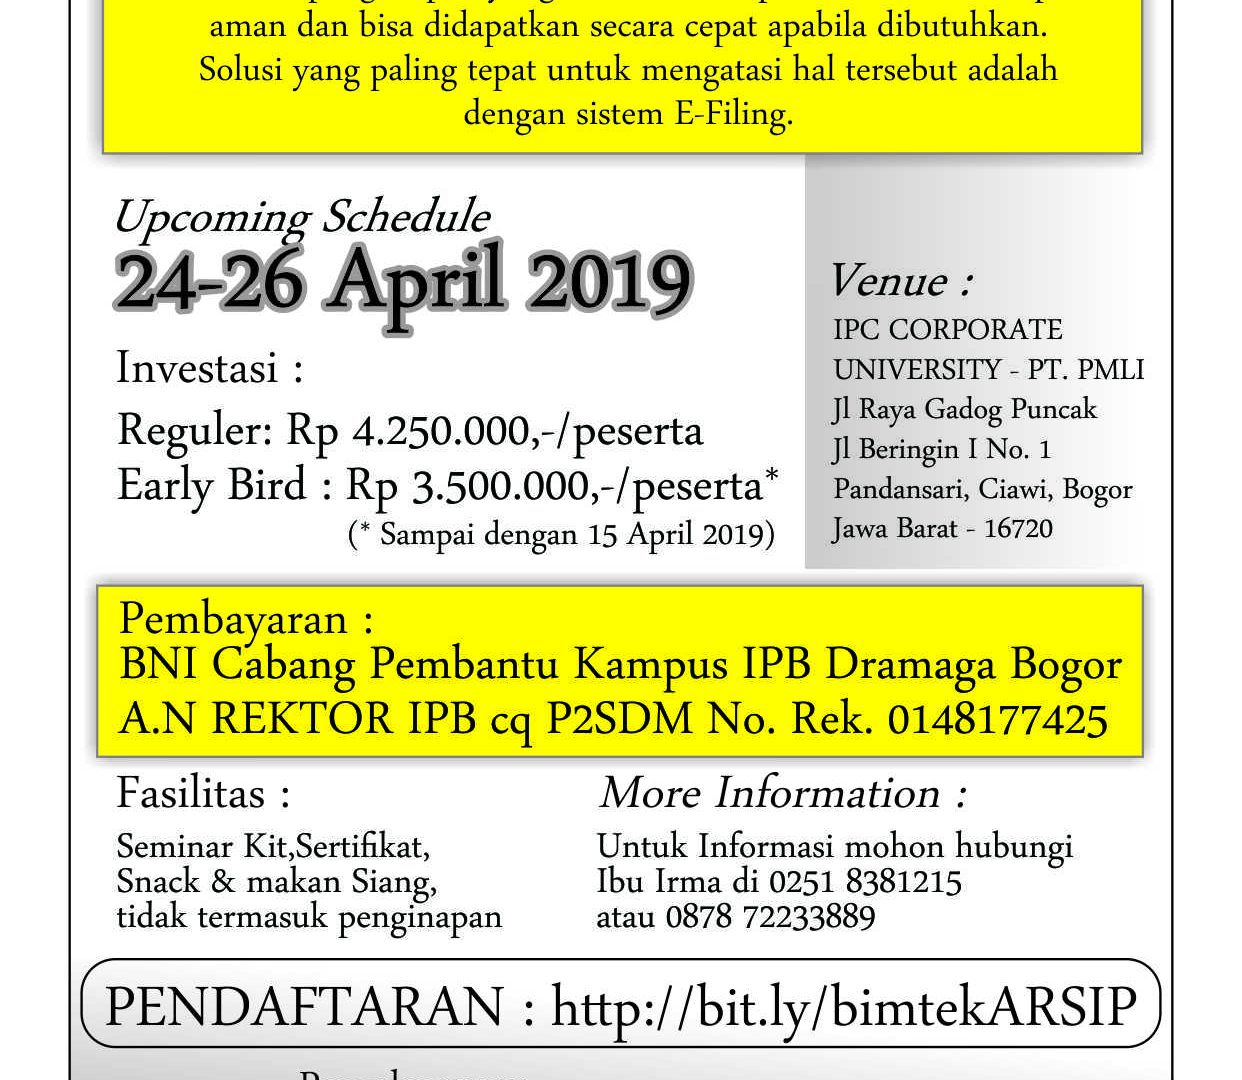 aman dan bisa didapatkan secara cepat apabila dibutuhkan.
Solusi yang paling tepat untuk mengatasi hal tersebut adalah
dengan sistem E-Filing.
Upcoming Schedule
24-26 April 2019
Investasi :
Reguler: Rp 4.250.000,-/peserta
Early Bird : Rp 3.500.000,-/peserta*
(* Sampai dengan 15 April 2019)
Venue :
IPC CORPORATE
UNIVERSITY - PT. PMLI
Jl Raya Gadog Puncak
Jl Beringin I No. 1
Pandansari, Ciawi, Bogor
Jawa Barat - 16720
Pembayaran :
BNI Cabang Pembantu Kampus IPB Dramaga Bogor
A.N REKTOR IPB cq P2SDM No. Rek. 0148177425
Fasilitas :
Seminar Kit,Sertifikat,
Snack & makan Siang,
tidak termasuk penginapan
More Information :
Untuk Informasi mohon hubungi
Ibu Irma di 0251 8381215
atau 0878 72233889
PENDAFTARAN : http://bit.ly/bimtekARSIP